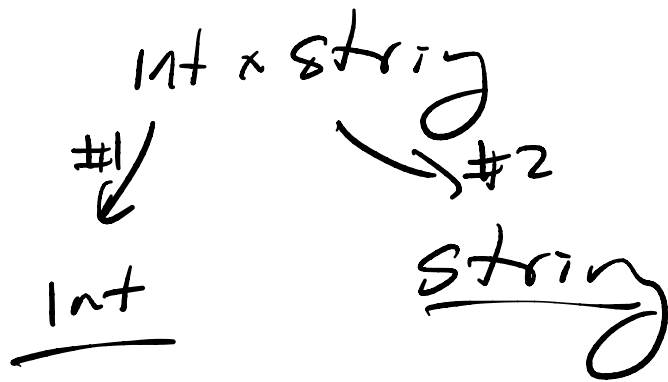 int × string
#1 #2
int string